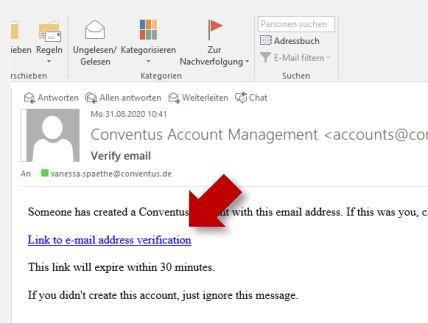 Personen suchen
ieben Regeln Ungelesen/ Kategorisieren Zur Adressbuch
Gelesen Nachverfolgung E-Mail filtern
rschieben Kategorien Suchen
Antworten Allen antworten Weiterleiten Chat
Mo 31.08.2020 10:41
Conventus Account Management <accounts@co
Verify email
An vanessa.spaethe@conventus.de
Someone has created a Conventus nt with this email address. If this was you, c
Link to e-mail address verification
This link will expire within 30 minutes.
If you didn't create this account, just ignore this message.